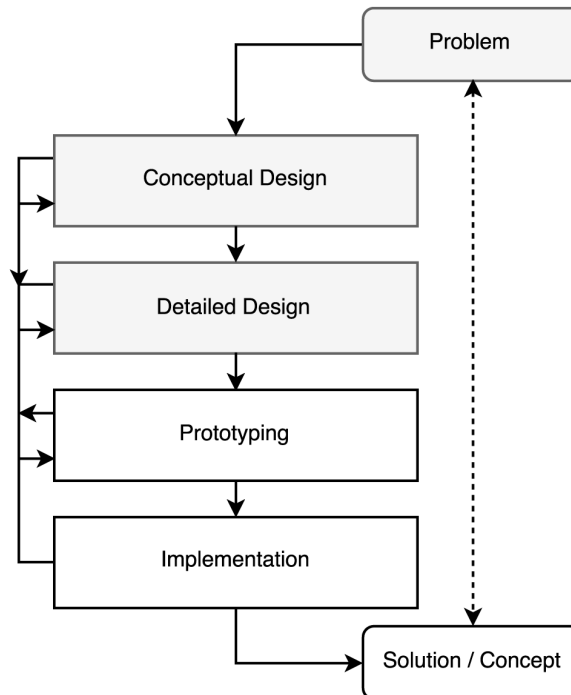 Problem
Conceptual Design
Detailed Design
Prototyping
Implementation
Solution / Concept